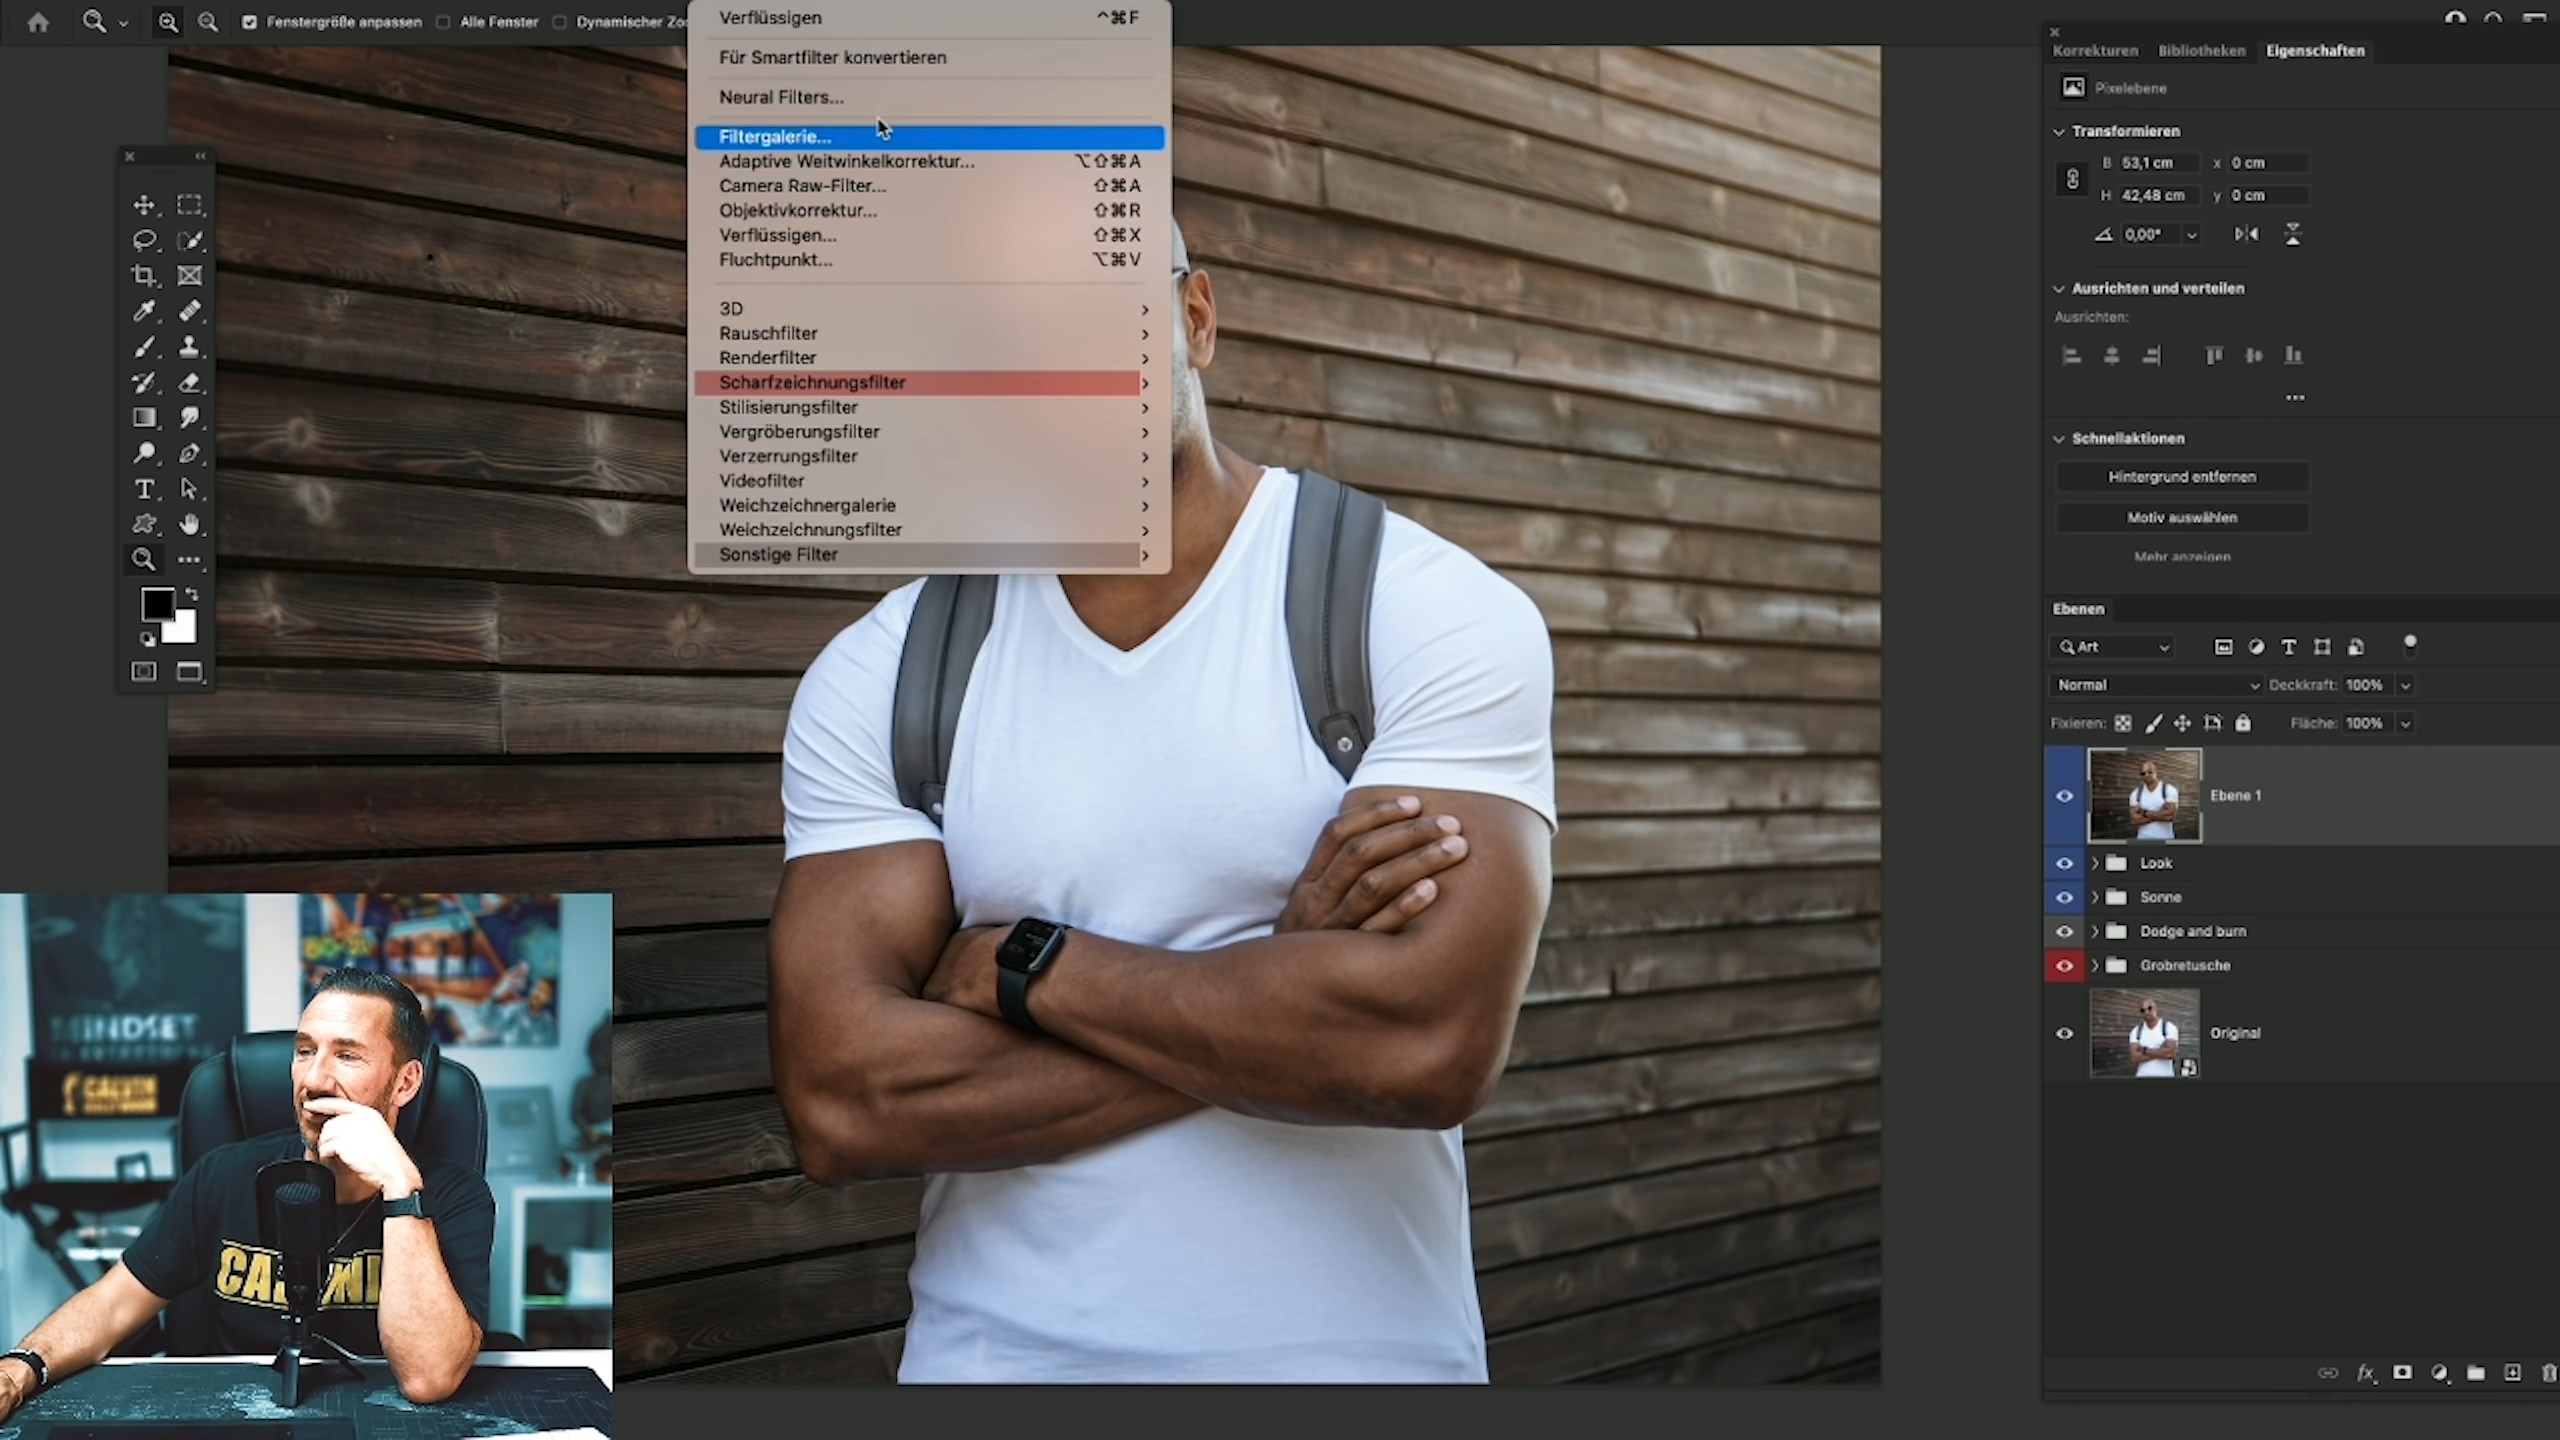 Fenstergröße anpassen
Alle Fenster
Dynamischer Zo
Verflüssigen ^⌘F
Für Smartfilter konvertieren
Neural Filters...
Filtergalerie...
Adaptive Weitwinkelkorrektur... ⌥⇧⌘A
Camera Raw-Filter... ⇧⌘A
Objektivkorrektur... ⇧⌘R
Verflüssigen... ⇧⌘X
Fluchtpunkt... ⌥⌘V
3D
Rauschfilter
Renderfilter
Scharfzeichnungsfilter
Stilisierungsfilter
Vergröberungsfilter
Verzerrungsfilter
Videofilter
Weichzeichnergalerie
Weichzeichnungsfilter
Sonstige Filter
Korrekturen Bibliotheken Eigenschaften
Pixelebene
Transformieren
B 53,1 cm x 0 cm
H 42,48 cm y 0 cm
0,00°
Ausrichten und verteilen
Ausrichten:
Schnellaktionen
Hintergrund entfernen
Motiv auswählen
Mehr anzeigen
Ebenen
Art
Normal Deckkraft: 100%
Fixieren: Fläche: 100%
Ebene 1
Look
Sonne
Dodge and burn
Grobretusche
Original
MINDSET
CALVIN